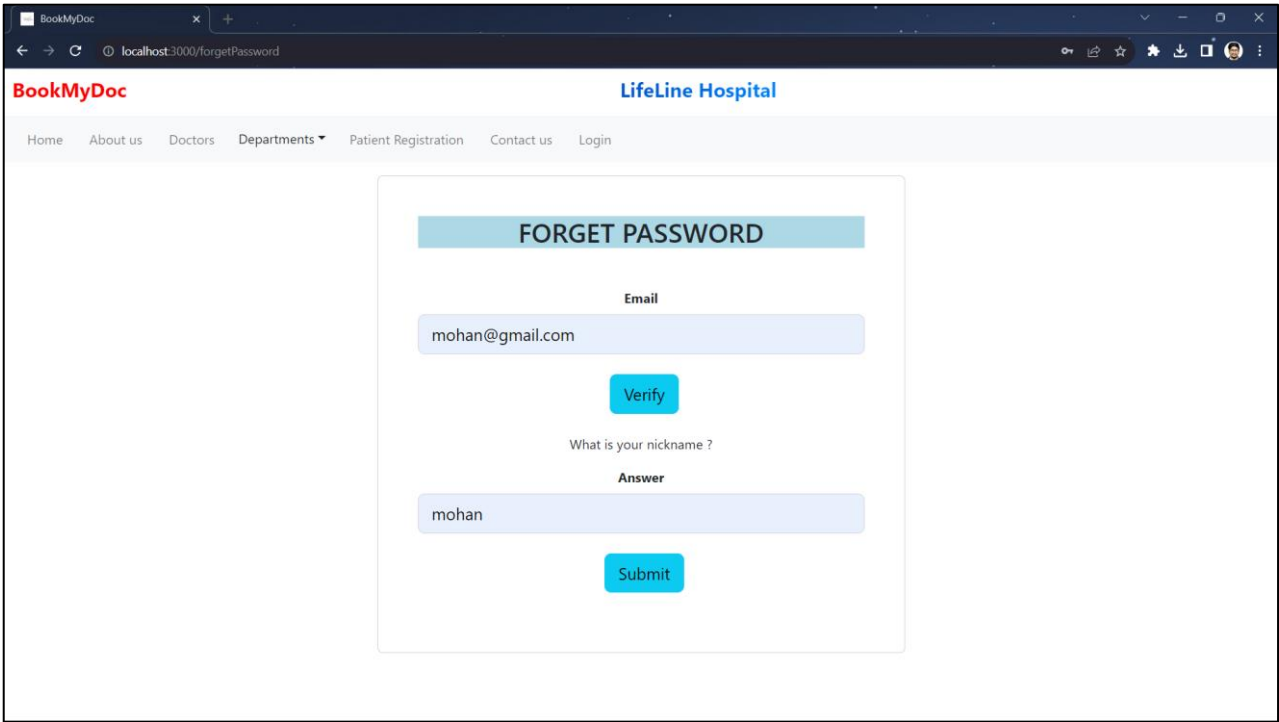 BookMyDoc
localhost:3000/forgetPassword
BookMyDoc LifeLine Hospital
Home About us Doctors Departments Patient Registration Contact us Login
FORGET PASSWORD
Email
mohan@gmail.com
Verify
What is your nickname ?
Answer
mohan
Submit